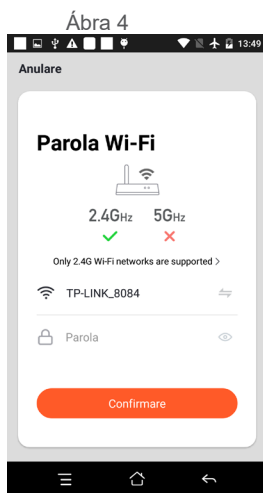 Ábra 4
13:49
Anulare
Parola Wi-Fi
2.4GHz 5GHz
Only 2.4G Wi-Fi networks are supported >
TP-LINK_8084
Parola
Confirmare